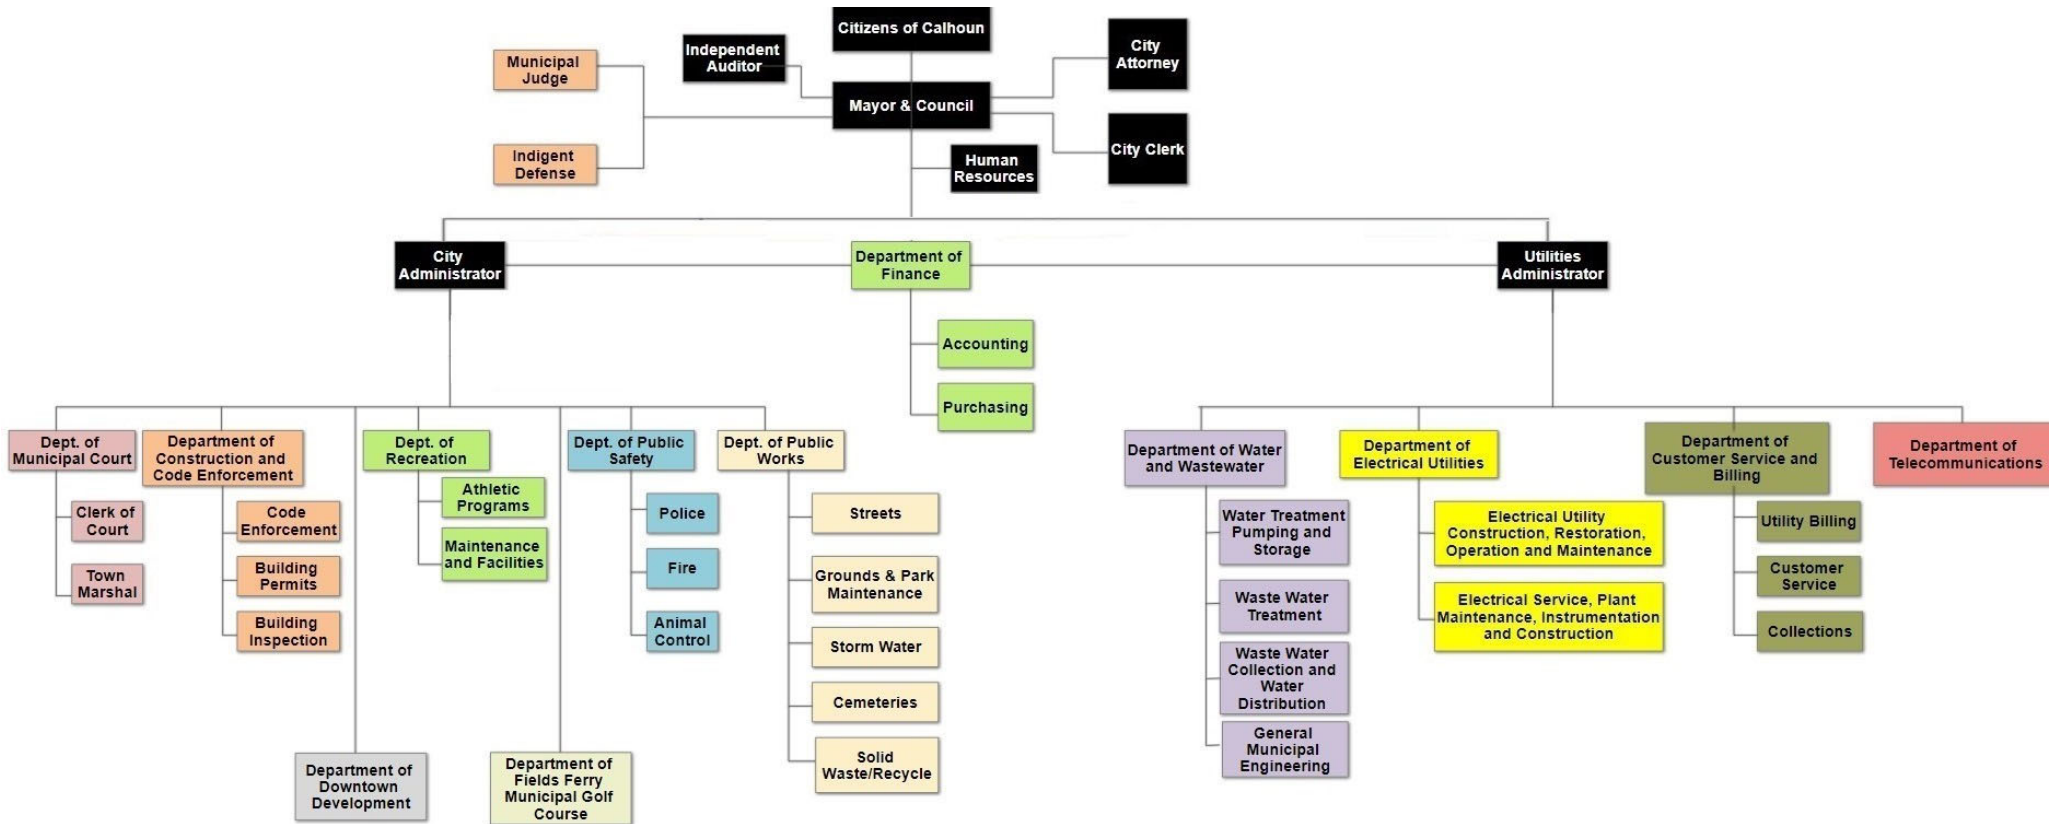 Citizens of Calhoun
Independent
Auditor
City
Attorney
Municipal
Judge
Mayor & Council
City Clerk
Indigent
Defense
Human
Resources
City
Administrator
Department of
Finance
Utilities
Administrator
Accounting
Purchasing
Dept. of
Municipal Court
Clerk of
Court
Town
Marshal
Department of
Construction and
Code Enforcement
Code
Enforcement
Building
Permits
Building
Inspection
Department of
Downtown
Development
Dept. of
Recreation
Athletic
Programs
Maintenance
and Facilities
Department of
Fields Ferry
Municipal Golf
Course
Dept. of Public
Safety
Police
Fire
Animal
Control
Dept. of Public
Works
Streets
Grounds & Park
Maintenance
Storm Water
Cemeteries
Solid
Waste/Recycle
Department of Water
and Wastewater
Water Treatment
Pumping and
Storage
Waste Water
Treatment
Waste Water
Collection and
Water
Distribution
General
Municipal
Engineering
Department of
Electrical Utilities
Electrical Utility
Construction, Restoration,
Operation and Maintenance
Electrical Service, Plant
Maintenance, Instrumentation
and Construction
Department of
Customer Service and
Billing
Utility Billing
Customer
Service
Collections
Department of
Telecommunications